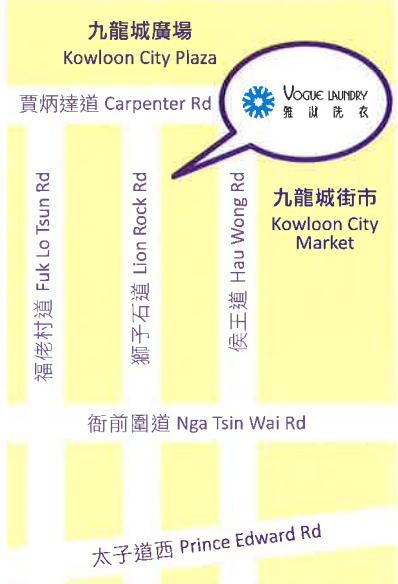 九龍城廣場
Kowloon City Plaza
賈炳達道 Carpenter Rd
VOGUE LAUNDRY
雅淑洗衣
福佬村道 Fuk Lo Tsun Rd
獅子石道 Lion Rock Rd
侯王道 Hau Wong Rd
九龍城街市
Kowloon City
Market
衙前圍道 Nga Tsin Wai Rd
太子道西 Prince Edward Rd